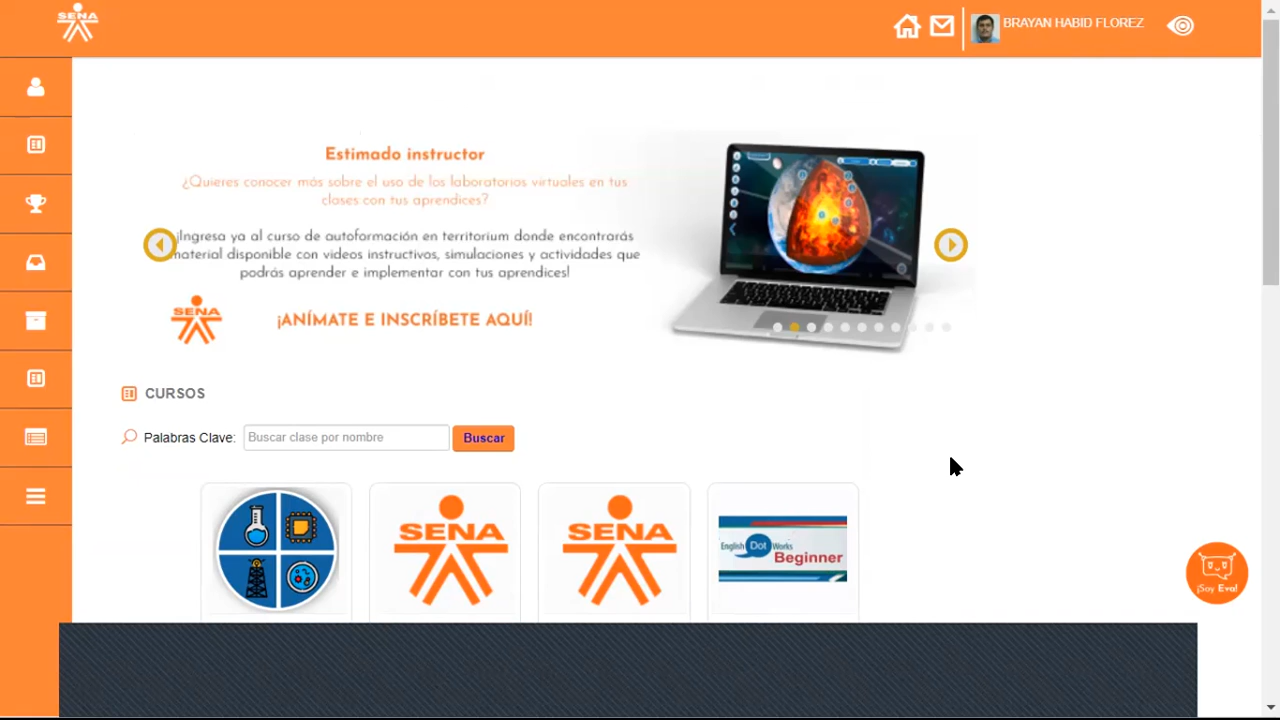 SENA
BRAYAN HABID FLOREZ
Estimado instructor
¿Quieres conocer más sobre el uso de los laboratorios virtuales en tus
clases con tus aprendices?
¡Ingresa ya al curso de autoformación en territorium donde encontrarás
material disponible con videos instructivos, simulaciones y actividades que
podrás aprender e implementar con tus aprendices!
SENA
¡ANÍMATE E INSCRÍBETE AQUÍ!
CURSOS
Palabras Clave:
Buscar clase por nombre
Buscar
SENA
SENA
English Dot Works
Beginner
¡Soy Eva!